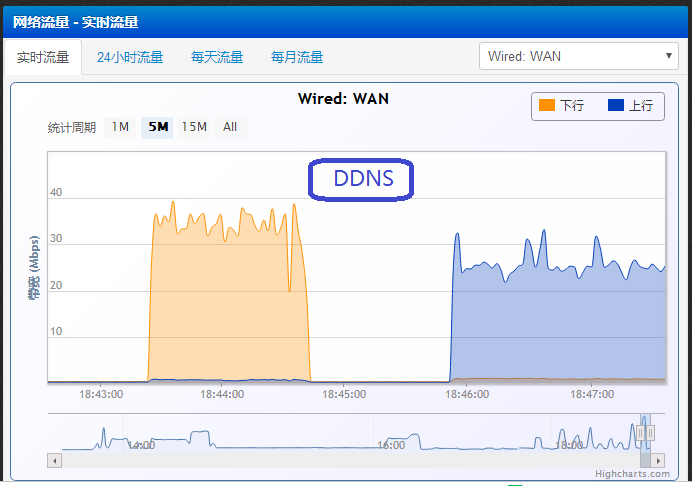 网络流量 - 实时流量
实时流量 24小时流量 每天流量 每月流量 Wired: WAN
Wired: WAN
下行 上行
统计周期 1M 5M 15M All
DDNS
40
30
20
10
(Mbps)
18:43:00 18:44:00 18:45:00 18:46:00 18:47:00
14:00 16:00 18:00
Highcharts.com